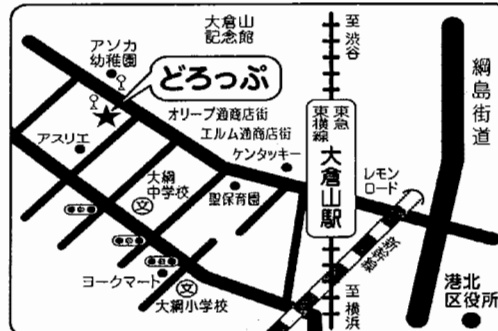 大倉山
記念館
至渋谷
綱島街道
アソカ
幼稚園
どろっぷ
オリーブ通商店街
エルム通商店街
ケンタッキー
東急
東横線
大倉山駅
レモン
ロード
アスリエ
大綱
中学校
文
聖保育園
新幹線
ヨークマート
文
大綱小学校
至横浜
港北
区役所